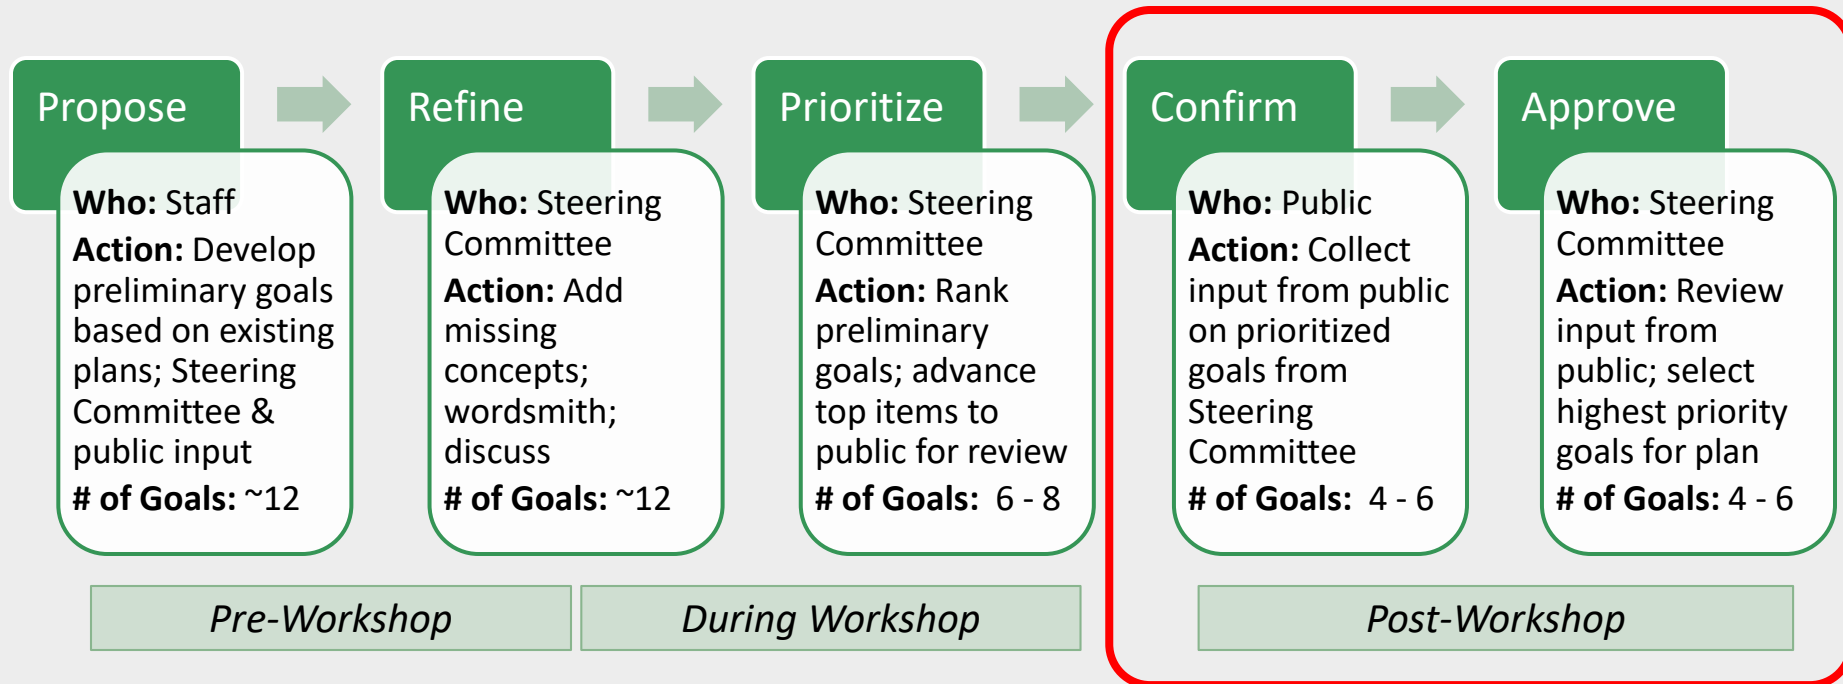 Propose
Who: Staff
Action: Develop
preliminary goals
based on existing
plans; Steering
Committee &
public input
# of Goals: ~12
Refine
Who: Steering
Committee
Action: Add
missing
concepts;
wordsmith;
discuss
# of Goals: ~12
Prioritize
Who: Steering
Committee
Action: Rank
preliminary
goals; advance
top items to
public for review
# of Goals:  6 - 8
Confirm
Who: Public
Action: Collect
input from public
on prioritized
goals from
Steering
Committee
# of Goals:  4 - 6
Approve
Who: Steering
Committee
Action: Review
input from
public; select
highest priority
goals for plan
# of Goals: 4 - 6
Pre-Workshop
During Workshop
Post-Workshop